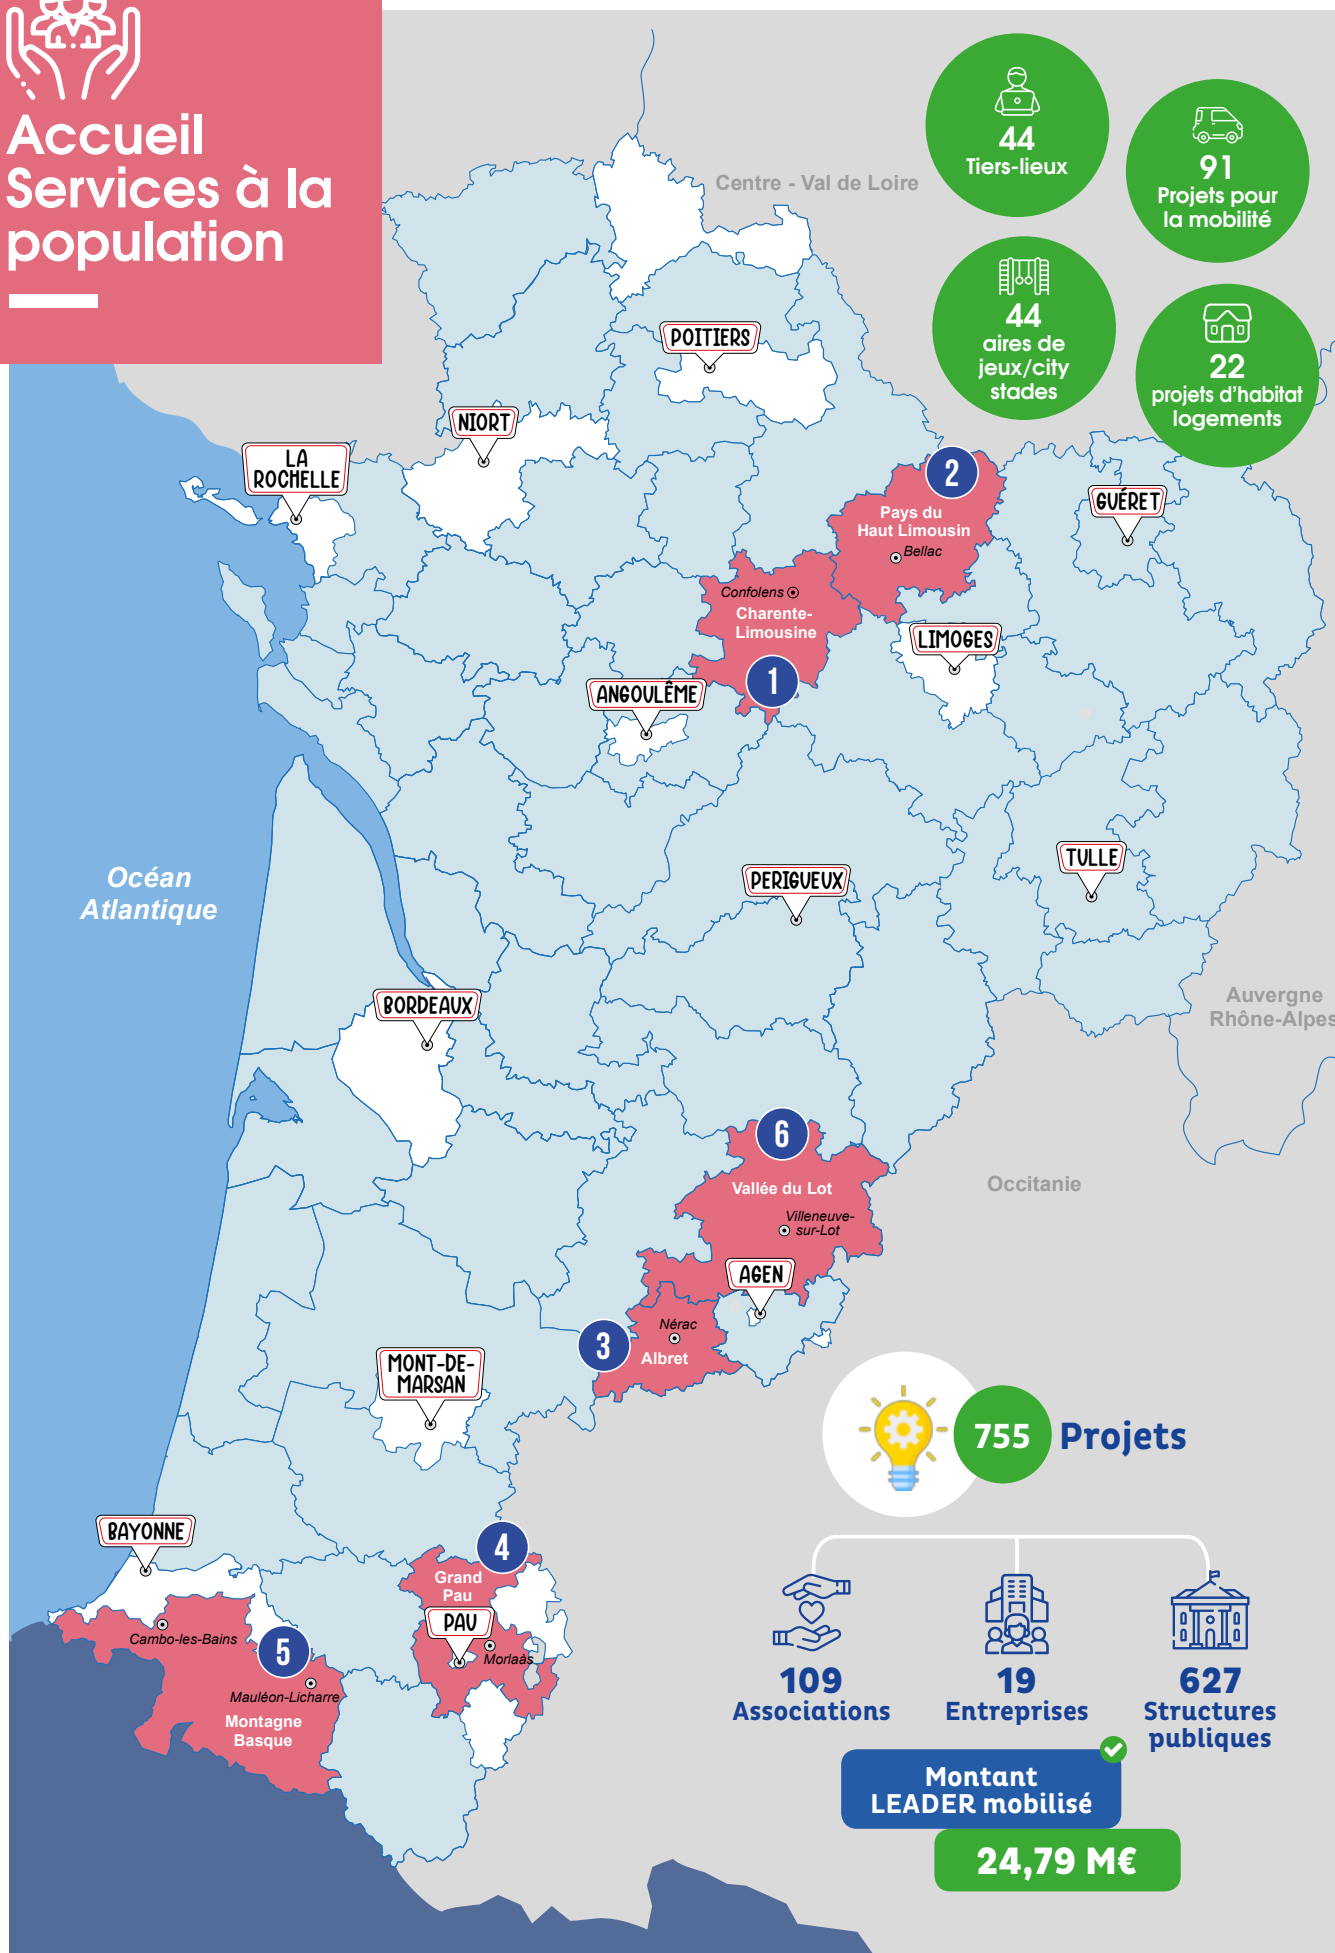 Accueil
Services à la
population
44
Tiers-lieux
91
Projets pour
la mobilité
44
aires de
jeux/city
stades
22
projets d'habitat
logements
Centre - Val de Loire
POITIERS
NIORT
LA
ROCHELLE
2
Pays du
Haut Limousin
Bellac
GUÉRET
Confolens
Charente-
Limousine
1
LIMOGES
ANGOULÊME
Océan
Atlantique
PERIGUEUX
TULLE
BORDEAUX
Auvergne
Rhône-Alpes
6
Vallée du Lot
Villeneuve-
sur-Lot
Occitanie
AGEN
3
Nérac
Albret
MONT-DE-
MARSAN
755 Projets
BAYONNE
4
Grand
Pau
PAU
Morlaàs
Cambo-les-Bains
5
Mauléon-Licharre
Montagne
Basque
109
Associations
19
Entreprises
627
Structures
publiques
Montant
LEADER mobilisé
24,79 M€